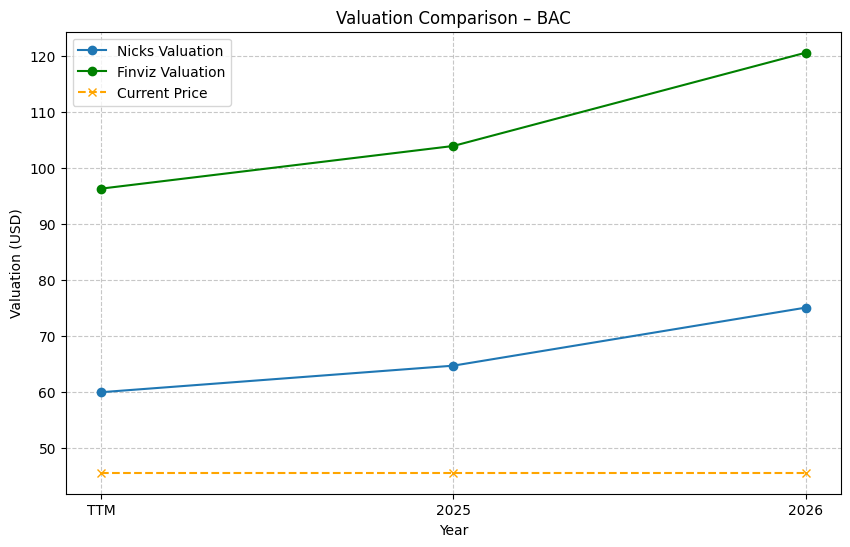 Valuation Comparison – BAC
Nicks Valuation
Finviz Valuation
Current Price
Valuation (USD)
120
110
100
90
80
70
60
50
TTM
2025
2026
Year